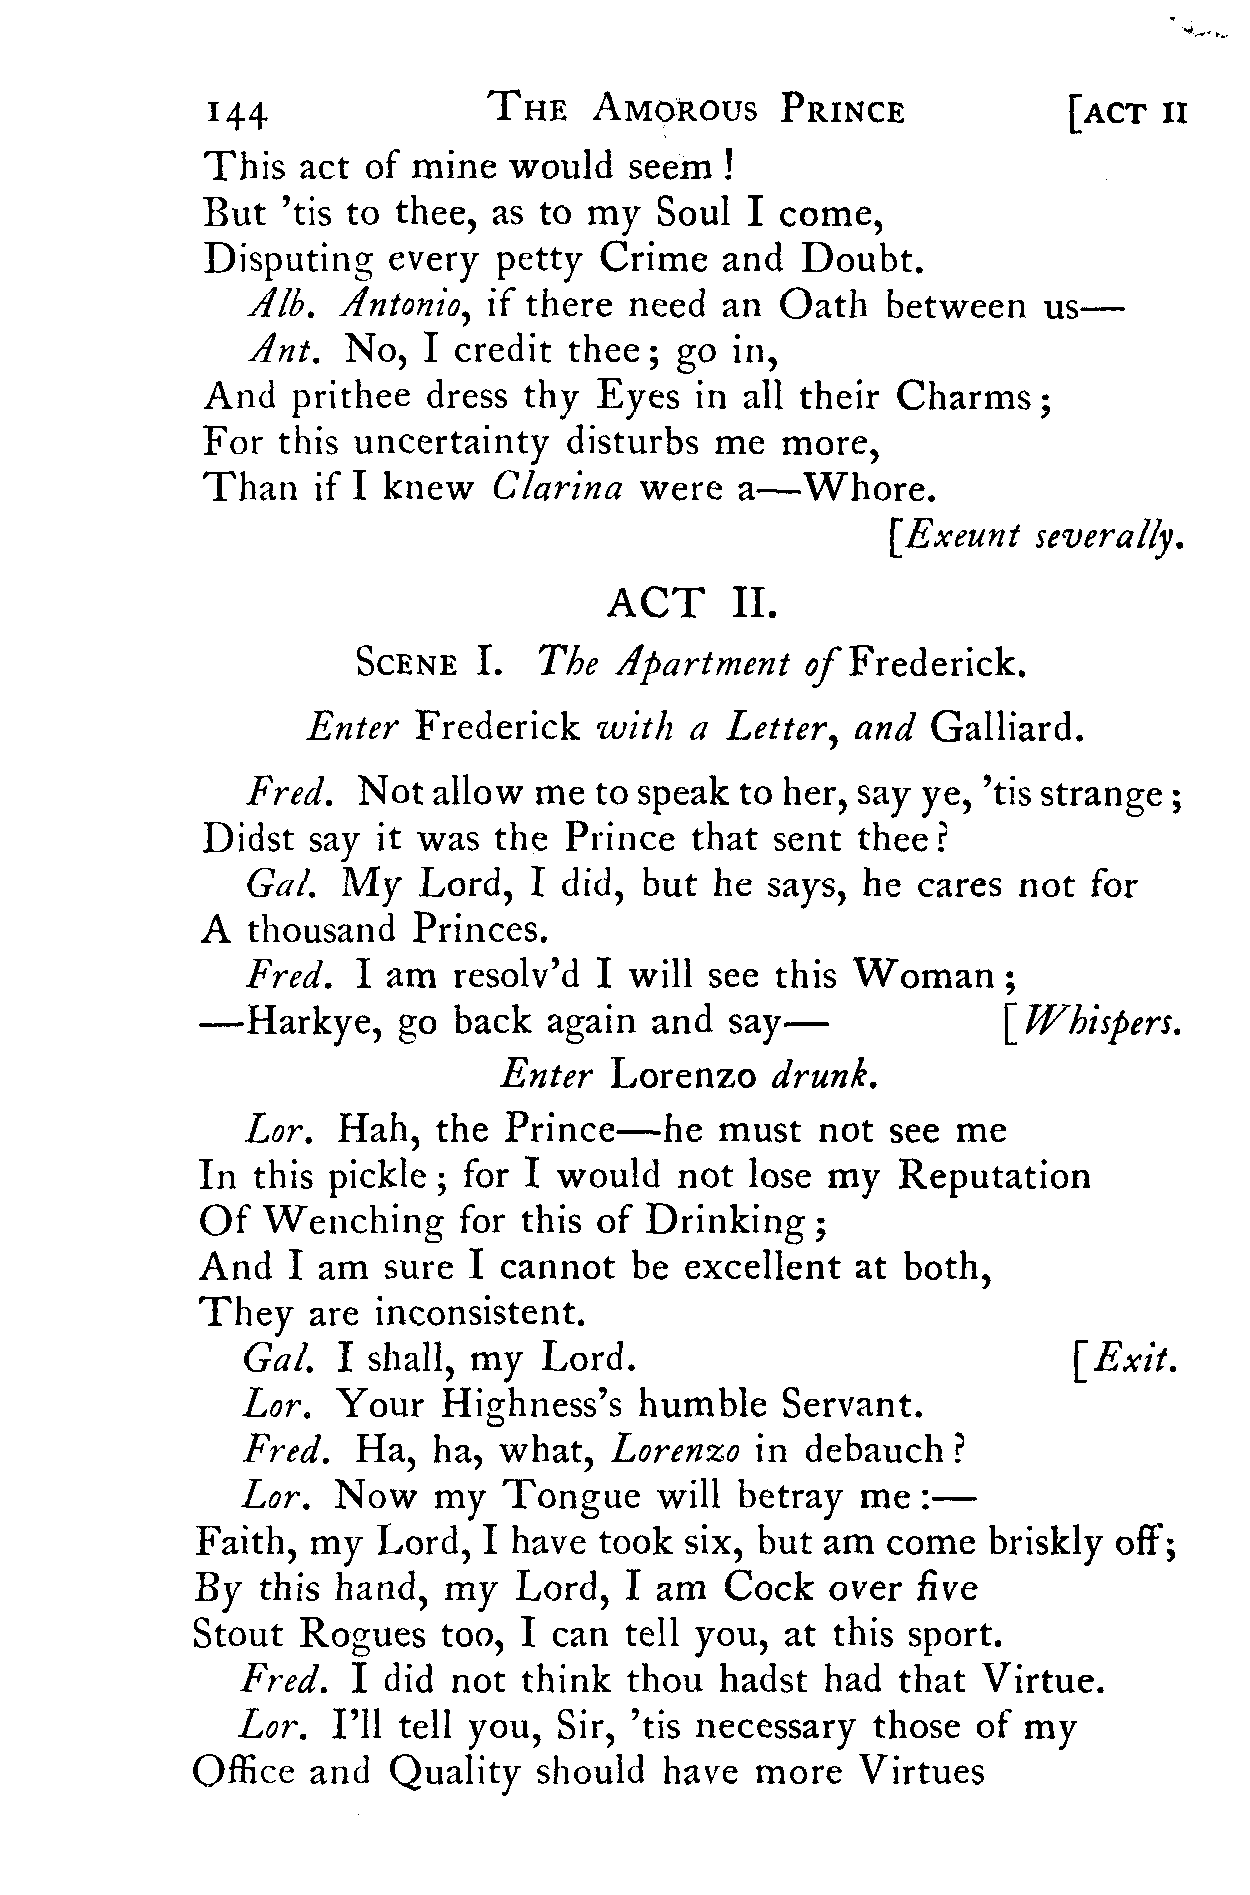 144 THE AMOROUS PRINCE [ACT II
This act of mine would seem !
But 'tis to thee, as to my Soul I come,
Disputing every petty Crime and Doubt.
Alb. Antonio, if there need an Oath between us—
Ant. No, I credit thee ; go in,
And prithee dress thy Eyes in all their Charms ;
For this uncertainty disturbs me more,
Than if I knew Clarina were a—Whore.
[Exeunt severally.
ACT II.
SCENE I. The Apartment of Frederick.
Enter Frederick with a Letter, and Galliard.
Fred. Not allow me to speak to her, say ye, 'tis strange ;
Didst say it was the Prince that sent thee ?
Gal. My Lord, I did, but he says, he cares not for
A thousand Princes.
Fred. I am resolv'd I will see this Woman ;
—Harkye, go back again and say— [Whispers.
Enter Lorenzo drunk.
Lor. Hah, the Prince—he must not see me
In this pickle ; for I would not lose my Reputation
Of Wenching for this of Drinking ;
And I am sure I cannot be excellent at both,
They are inconsistent.
Gal. I shall, my Lord. [Exit.
Lor. Your Highness's humble Servant.
Fred. Ha, ha, what, Lorenzo in debauch ?
Lor. Now my Tongue will betray me :—
Faith, my Lord, I have took six, but am come briskly off;
By this hand, my Lord, I am Cock over five
Stout Rogues too, I can tell you, at this sport.
Fred. I did not think thou hadst had that Virtue.
Lor. I'll tell you, Sir, 'tis necessary those of my
Office and Quality should have more Virtues